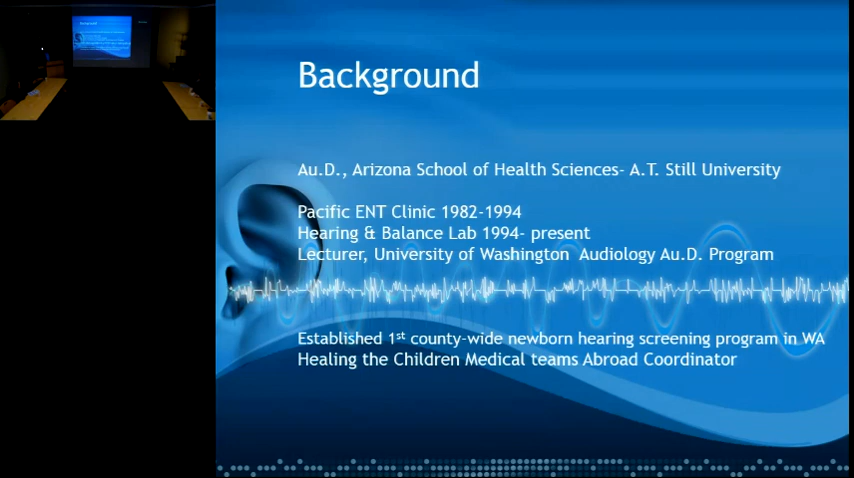 Background
Au.D., Arizona School of Health Sciences- A.T. Still University
Pacific ENT Clinic 1982-1994
Hearing & Balance Lab 1994- present
Lecturer, University of Washington Audiology Au.D. Program
Established 1st county-wide newborn hearing screening program in WA
Healing the Children Medical teams Abroad Coordinator